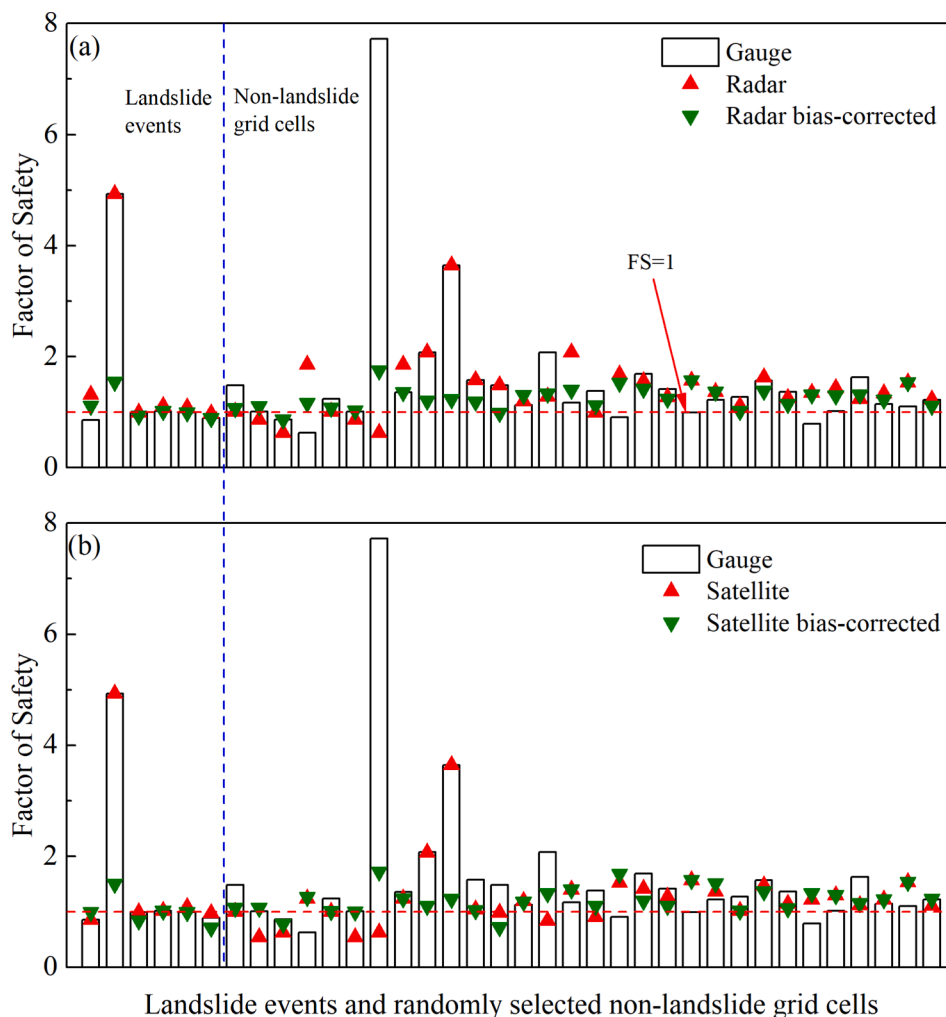 (a)
Gauge
Radar
Radar bias-corrected
Landslide
events
Non-landslide
grid cells
FS=1
Factor of Safety
8
6
4
2
0
(b)
Gauge
Satellite
Satellite bias-corrected
Factor of Safety
8
6
4
2
0
Landslide events and randomly selected non-landslide grid cells